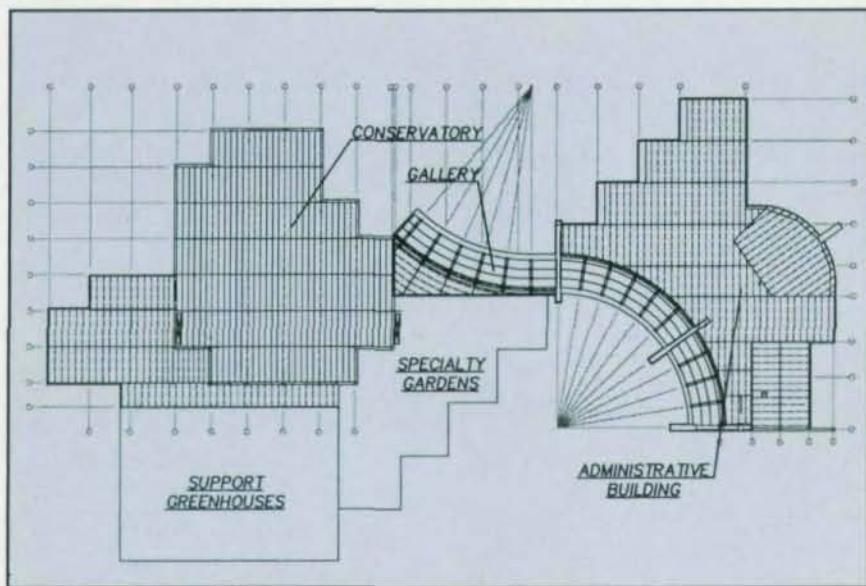 CONSERVATORY
GALLERY
SPECIALTY
GARDENS
SUPPORT
GREENHOUSES
ADMINISTRATIVE
BUILDING